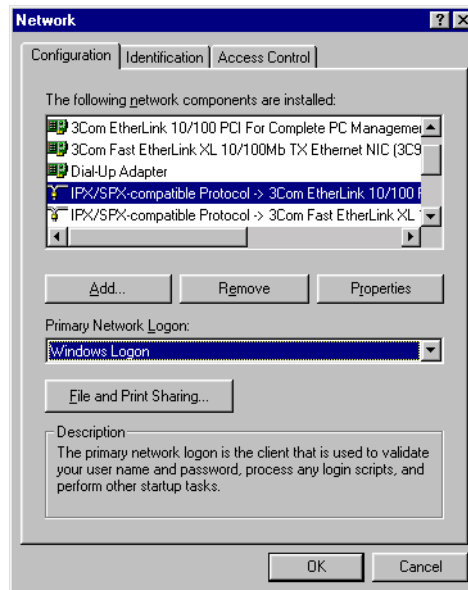 Network
Configuration Identification Access Control
The following network components are installed:
3Com EtherLink 10/100 PCI For Complete PC Managemen
3Com Fast EtherLink XL 10/100Mb TX Ethernet NIC (3C9
Dial-Up Adapter
IPX/SPX-compatible Protocol -> 3Com EtherLink 10/100 P
IPX/SPX-compatible Protocol -> 3Com Fast EtherLink XL 1
Add... Remove Properties
Primary Network Logon:
Windows Logon
File and Print Sharing...
Description
The primary network logon is the client that is used to validate
your user name and password, process any login scripts, and
perform other startup tasks.
OK Cancel